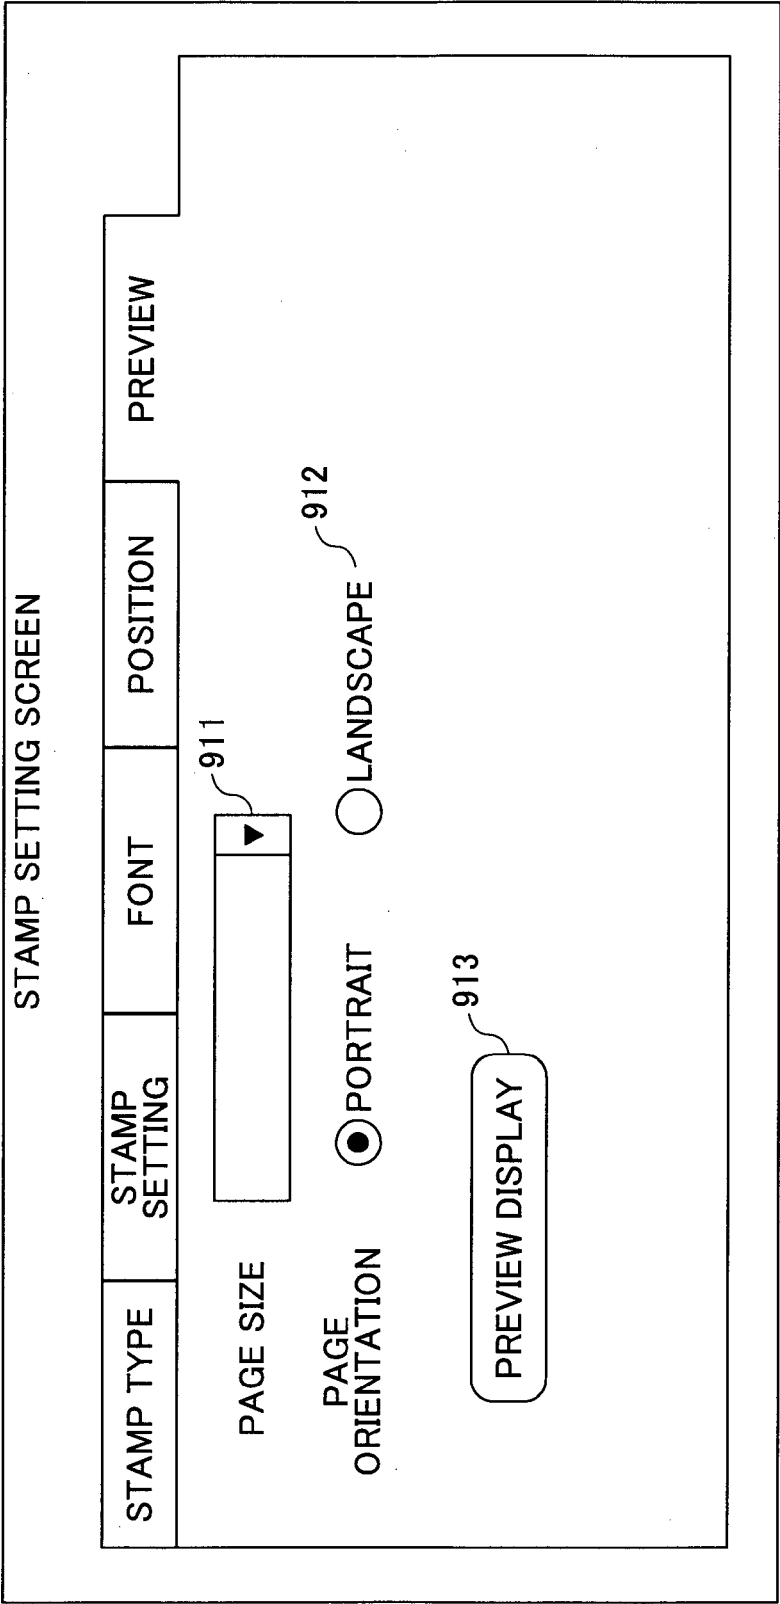 STAMP SETTING SCREEN
STAMP TYPE
STAMP
SETTING
FONT
POSITION
PREVIEW
PAGE SIZE
911
PAGE
ORIENTATION
PORTRAIT
LANDSCAPE
912
PREVIEW DISPLAY
913